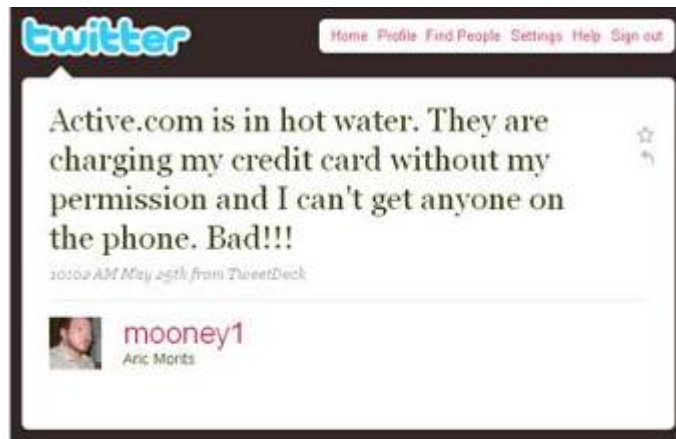 twitter
Home Profile Find People Settings Help Sign out
Active.com is in hot water. They are
charging my credit card without my
permission and I can't get anyone on
the phone. Bad!!!
10:02 AM May 29th from TweetDeck
mooney1
Aric Monts